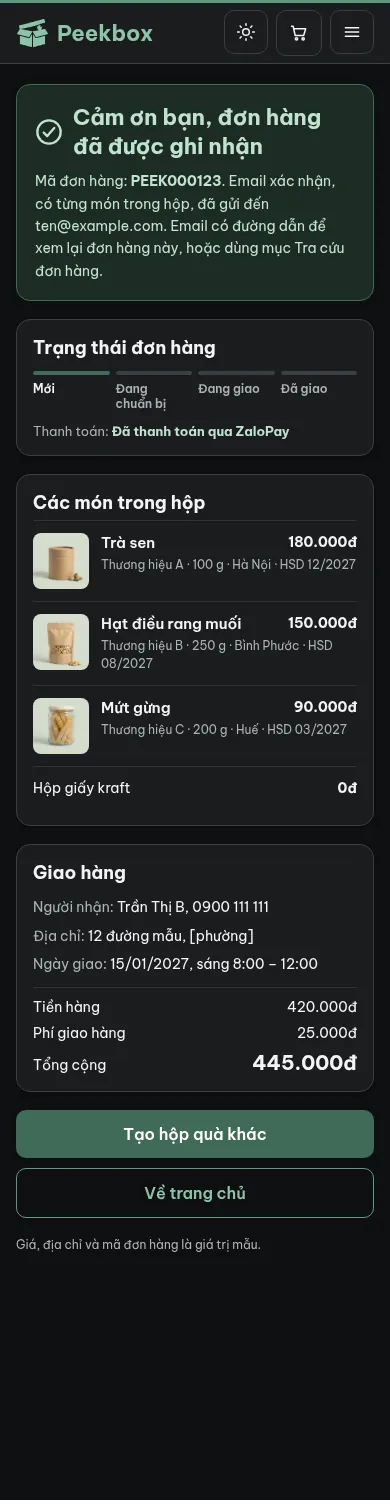 Peekbox
Cảm ơn bạn, đơn hàng
đã được ghi nhận
Mã đơn hàng: PEEK000123. Email xác nhận,
có từng món trong hộp, đã gửi đến
ten@example.com. Email có đường dẫn để
xem lại đơn hàng này, hoặc dùng mục Tra cứu
đơn hàng.
Trạng thái đơn hàng
Mới
Đang
chuẩn bị
Đang giao
Đã giao
Thanh toán: Đã thanh toán qua ZaloPay
Các món trong hộp
Trà sen 180.000đ
Thương hiệu A · 100 g · Hà Nội · HSD 12/2027
Hạt điều rang muối 150.000đ
Thương hiệu B · 250 g · Bình Phước · HSD
08/2027
Mứt gừng 90.000đ
Thương hiệu C · 200 g · Huế · HSD 03/2027
Hộp giấy kraft 0đ
Giao hàng
Người nhận: Trần Thị B, 0900 111 111
Địa chỉ: 12 đường mẫu, [phường]
Ngày giao: 15/01/2027, sáng 8:00 – 12:00
Tiền hàng 420.000đ
Phí giao hàng 25.000đ
Tổng cộng 445.000đ
Tạo hộp quà khác
Về trang chủ
Giá, địa chỉ và mã đơn hàng là giá trị mẫu.